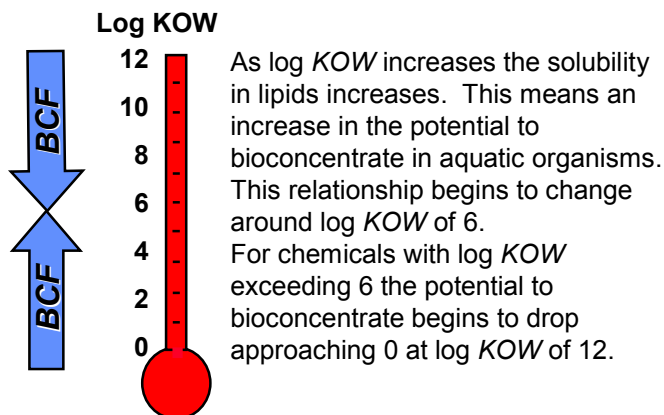 Log KOW
12
10
8
6
4
2
0
BCF
BCF
As log KOW increases the solubility
in lipids increases. This means an
increase in the potential to
bioconcentrate in aquatic organisms.
This relationship begins to change
around log KOW of 6.
For chemicals with log KOW
exceeding 6 the potential to
bioconcentrate begins to drop
approaching 0 at log KOW of 12.